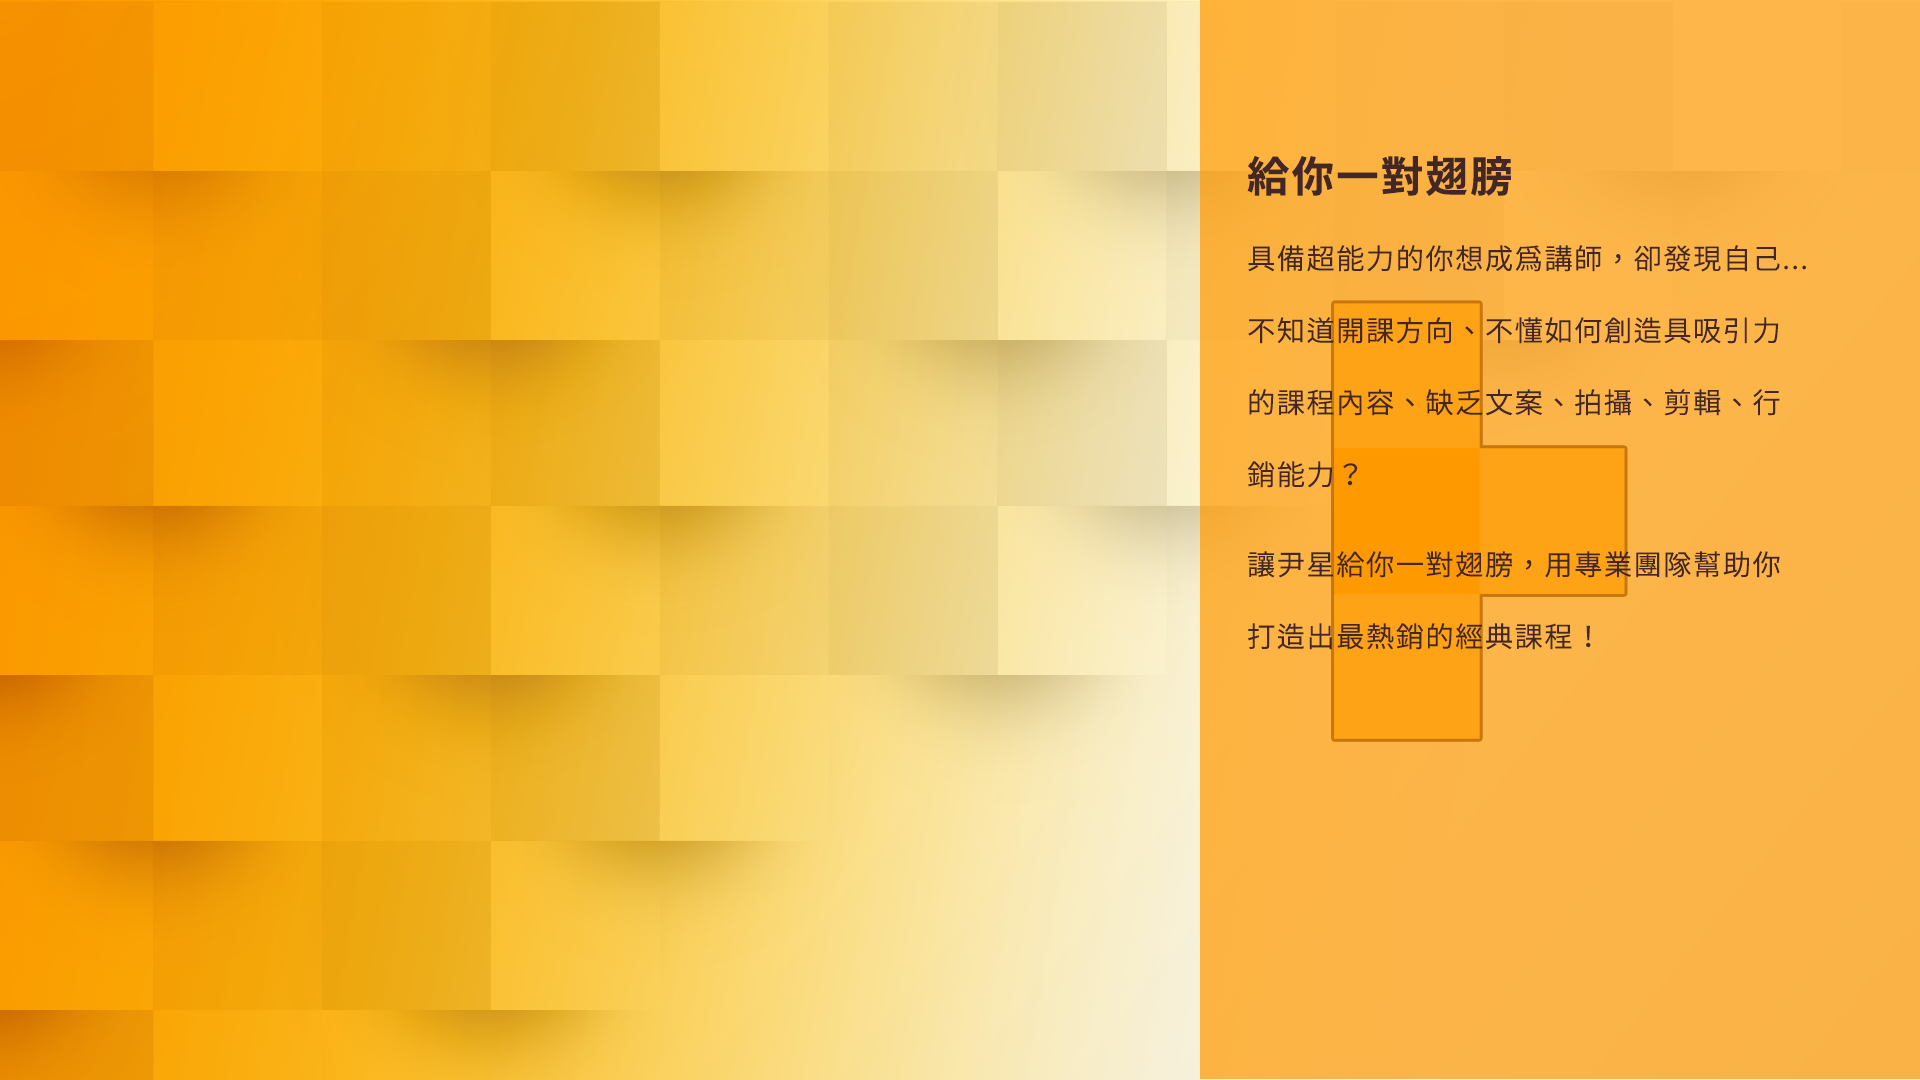 給你一對翅膀
具備超能力的你想成爲講師，卻發現自己...
不知道開課方向、不懂如何創造具吸引力
的課程內容、缺乏文案、拍攝、剪輯、行
銷能力？
讓尹星給你一對翅膀，用專業團隊幫助你
打造出最熱銷的經典課程！